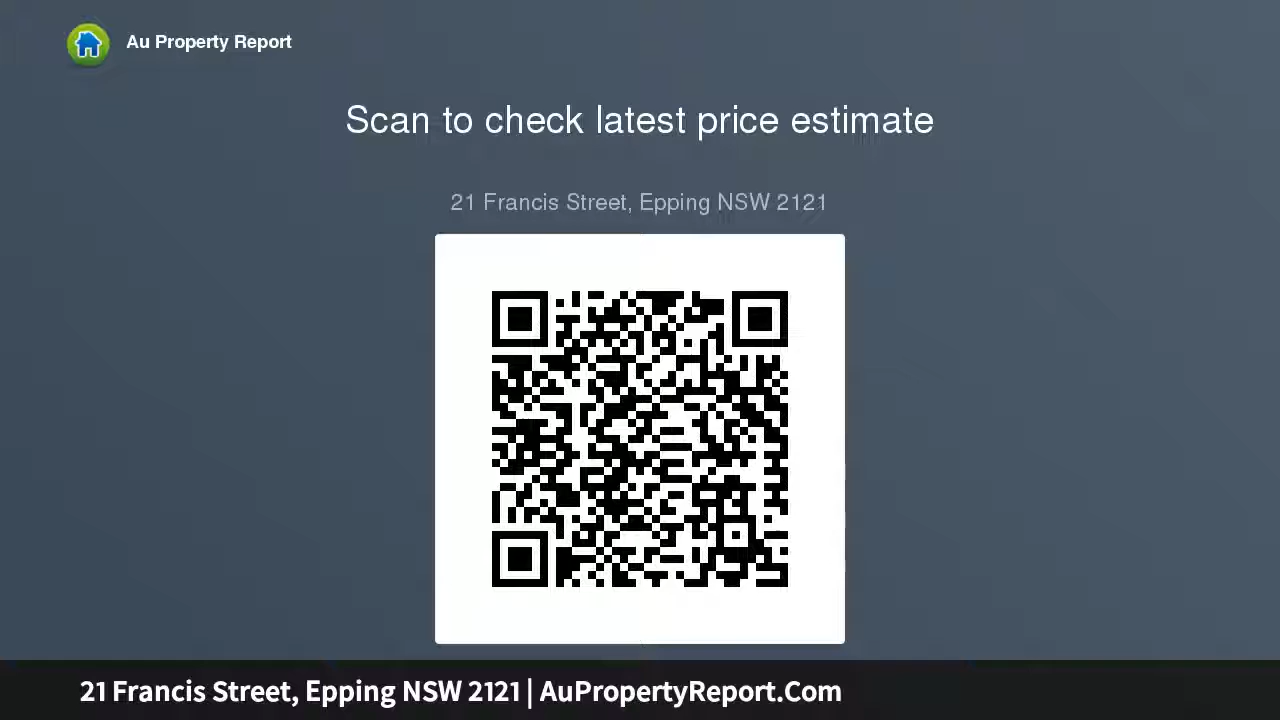 Au Property Report
Scan to check latest price estimate
21 Francis Street, Epping NSW 2121
21 Francis Street, Epping NSW 2121 | AuPropertyReport.Com